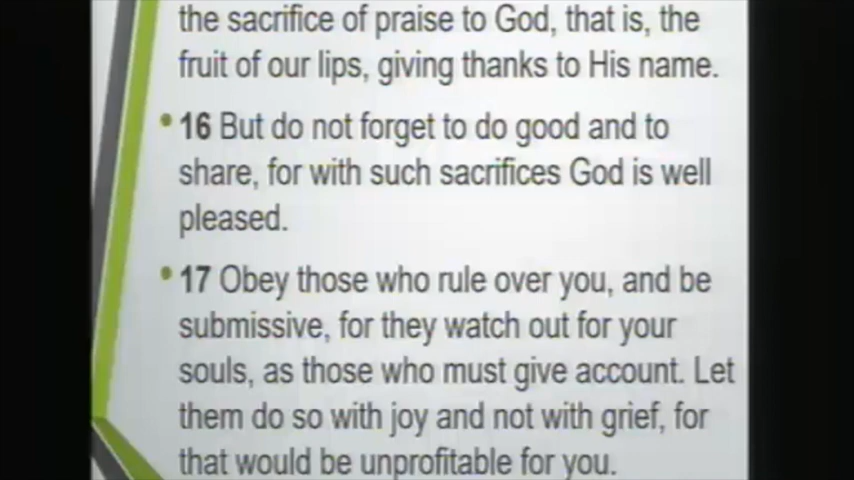 the sacrifice of praise to God, that is, the
fruit of our lips, giving thanks to His name.
• 16 But do not forget to do good and to
share, for with such sacrifices God is well
pleased.
• 17 Obey those who rule over you, and be
submissive, for they watch out for your
souls, as those who must give account. Let
them do so with joy and not with grief, for
that would be unprofitable for you.